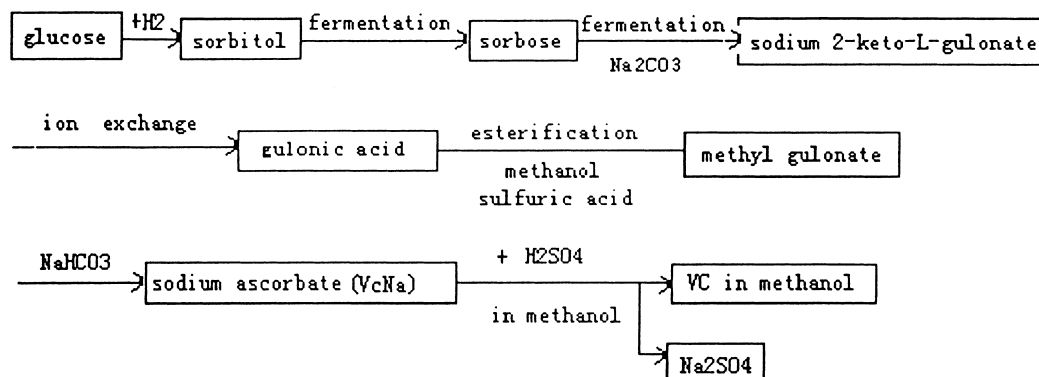 glucose +H2 sorbitol fermentation sorbose fermentation Na2CO3 sodium 2-keto-L-gulonate
ion exchange gulonic acid esterification methyl gulonate
methanol
sulfuric acid
NaHCO3 sodium ascorbate (VcNa) + H2SO4 VC in methanol
in methanol
Na2SO4